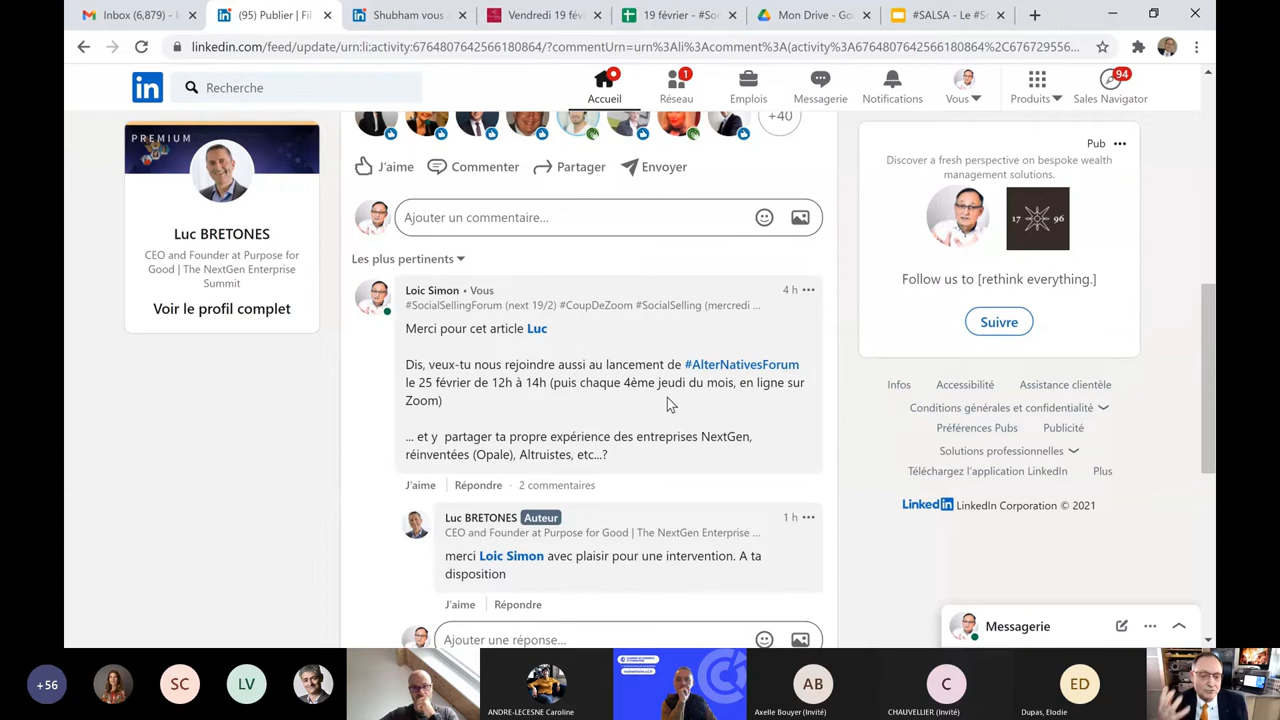 Inbox (6,879) - l
(95) Publier | Fil
Shubham vous a
Vendredi 19 fév
19 février - #Soc
Mon Drive - Goo
#SALSA - Le #So
linkedin.com/feed/update/urn:li:activity:6764807642566180864/?commentUrn=urn%3Ali%3Acomment%3A(activity%3A6764807642566180864%2C676729556...
in
Recherche
Accueil
1
Réseau
Emplois
Messagerie
Notifications
Vous
Produits
94
Sales Navigator
PREMIUM
Luc BRETONES
CEO and Founder at Purpose for
Good | The NextGen Enterprise
Summit
Voir le profil complet
+40
J'aime
Commenter
Partager
Envoyer
Ajouter un commentaire...
Les plus pertinents
Loic Simon • Vous
4 h
#SocialSellingForum (next 19/2) #CoupDeZoom #SocialSelling (mercredi ...
Merci pour cet article Luc
Dis, veux-tu nous rejoindre aussi au lancement de #AlterNativesForum
le 25 février de 12h à 14h (puis chaque 4ème jeudi du mois, en ligne sur
Zoom)
... et y partager ta propre expérience des entreprises NextGen,
réinventées (Opale), Altruistes, etc...?
J'aime | Répondre · 2 commentaires
Luc BRETONES Auteur
1 h
CEO and Founder at Purpose for Good | The NextGen Enterprise ...
merci Loic Simon avec plaisir pour une intervention. A ta
disposition
J'aime | Répondre
Ajouter une réponse...
Pub
Discover a fresh perspective on bespoke wealth
management solutions.
17 96
Follow us to [rethink everything.]
Suivre
Infos
Accessibilité
Assistance clientèle
Conditions générales et confidentialité
Préférences Pubs
Publicité
Solutions professionnelles
Téléchargez l'application LinkedIn
Plus
Linked in LinkedIn Corporation © 2021
Messagerie
+56
SC
LV
ANDRE-LECESNE Caroline
AB
Axelle Bouyer (Invité)
C
CHAUVELLIER (Invité)
ED
Dupas, Elodie